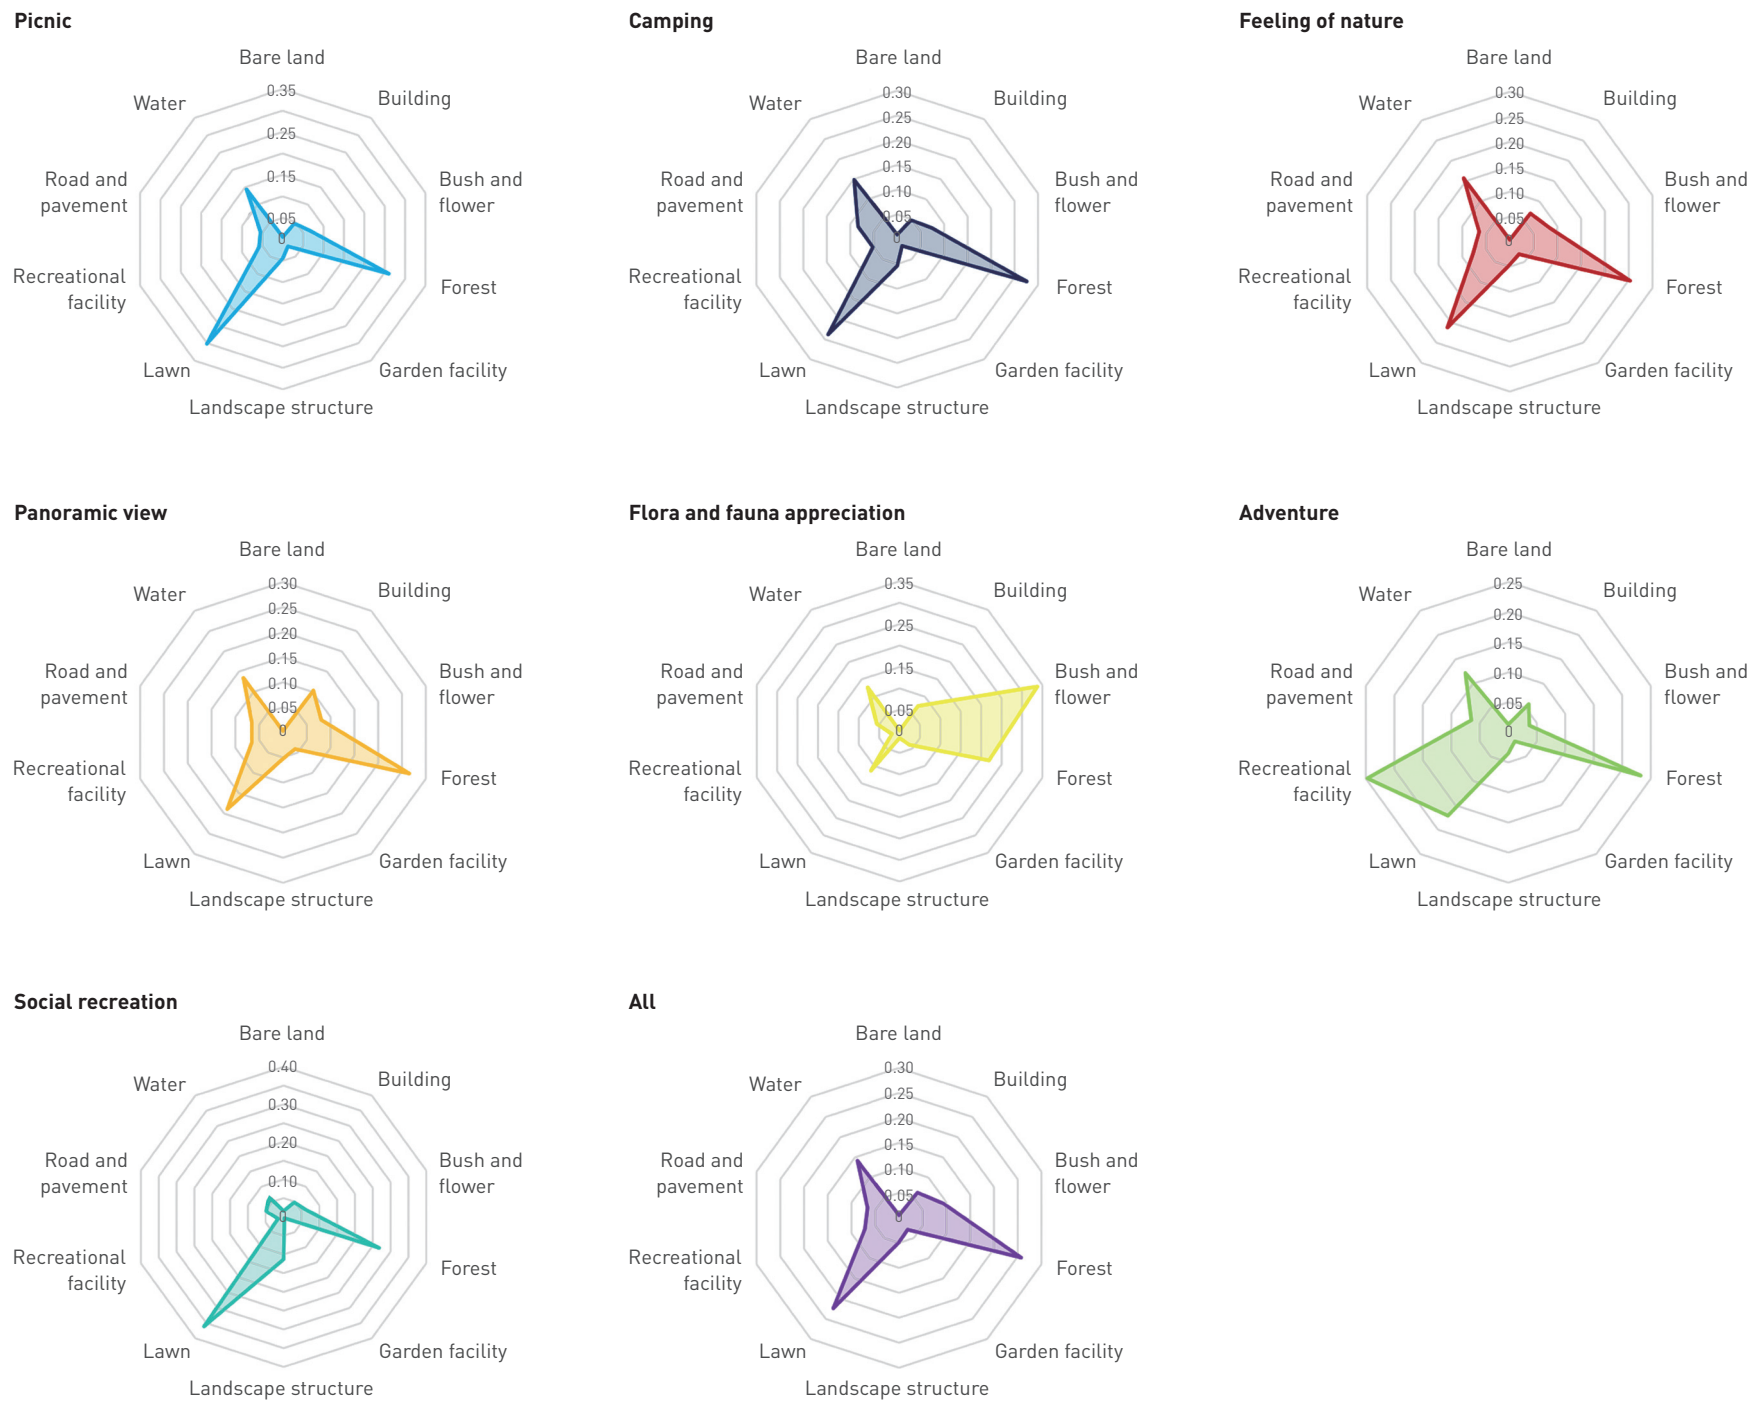 Picnic
Bare land
0.35
0.25
0.15
0.05
0
Building
Bush and
flower
Forest
Garden facility
Landscape structure
Lawn
Recreational
facility
Road and
pavement
Water
Camping
Bare land
0.30
0.25
0.20
0.15
0.10
0.05
0
Building
Bush and
flower
Forest
Garden facility
Landscape structure
Lawn
Recreational
facility
Road and
pavement
Water
Feeling of nature
Bare land
0.30
0.25
0.20
0.15
0.10
0.05
0
Building
Bush and
flower
Forest
Garden facility
Landscape structure
Lawn
Recreational
facility
Road and
pavement
Water
Panoramic view
Bare land
0.30
0.25
0.20
0.15
0.10
0.05
0
Building
Bush and
flower
Forest
Garden facility
Landscape structure
Lawn
Recreational
facility
Road and
pavement
Water
Flora and fauna appreciation
Bare land
0.35
0.25
0.15
0.05
0
Building
Bush and
flower
Forest
Garden facility
Landscape structure
Lawn
Recreational
facility
Road and
pavement
Water
Adventure
Bare land
0.25
0.20
0.15
0.10
0.05
0
Building
Bush and
flower
Forest
Garden facility
Landscape structure
Lawn
Recreational
facility
Road and
pavement
Water
Social recreation
Bare land
0.40
0.30
0.20
0.10
0
Building
Bush and
flower
Forest
Garden facility
Landscape structure
Lawn
Recreational
facility
Road and
pavement
Water
All
Bare land
0.30
0.25
0.20
0.15
0.10
0.05
0
Building
Bush and
flower
Forest
Garden facility
Landscape structure
Lawn
Recreational
facility
Road and
pavement
Water